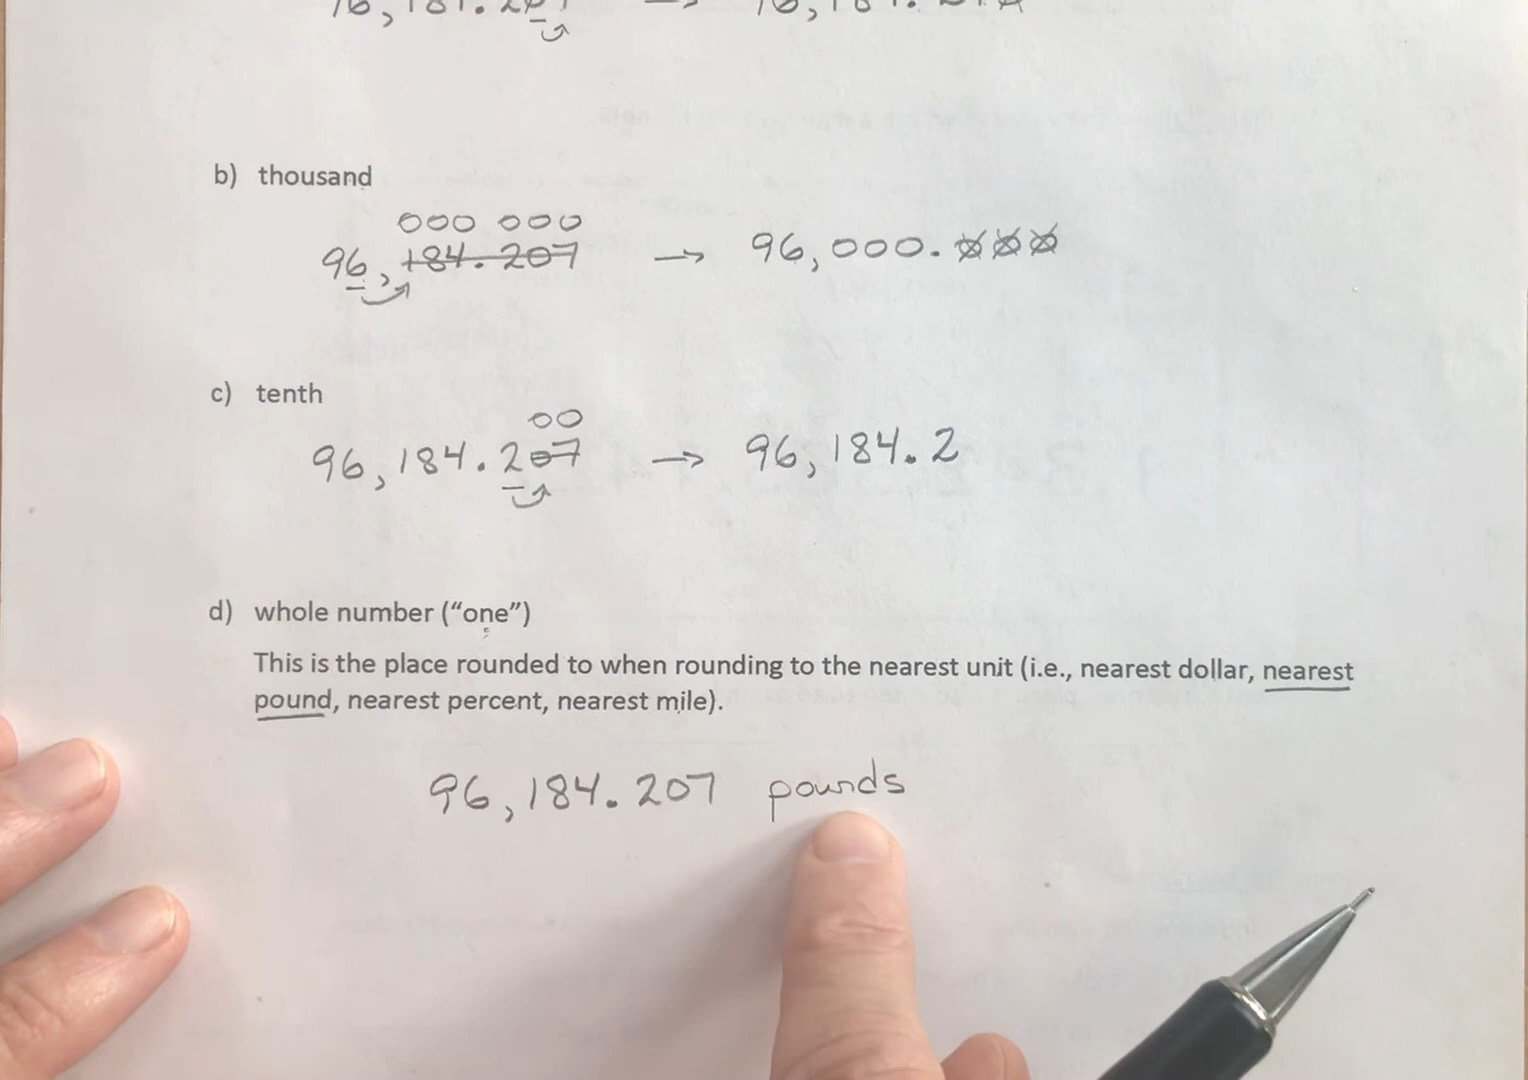 b) thousand
000 000
96,184.207 → 96,000.000
c) tenth
00
96,184.207 → 96,184.2
d) whole number (“one”)
This is the place rounded to when rounding to the nearest unit (i.e., nearest dollar, nearest
pound, nearest percent, nearest mile).
96,184.207 pounds